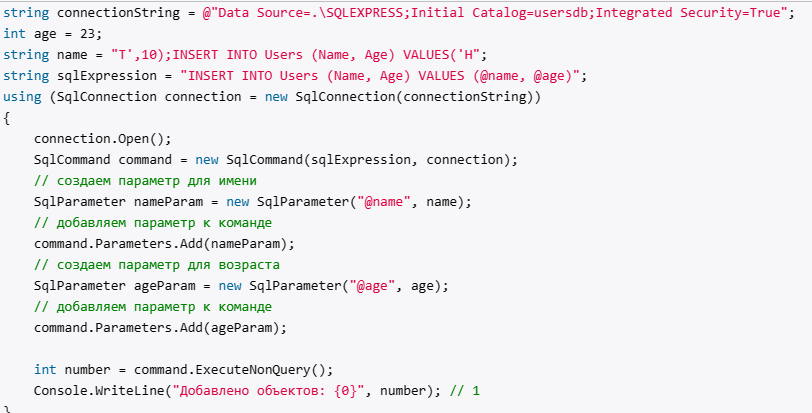 string connectionString = @"Data Source=.\SQLEXPRESS;Initial Catalog=usersdb;Integrated Security=True";
int age = 23;
string name = "T',10);INSERT INTO Users (Name, Age) VALUES('H";
string sqlExpression = "INSERT INTO Users (Name, Age) VALUES (@name, @age)";
using (SqlConnection connection = new SqlConnection(connectionString))
{
    connection.Open();
    SqlCommand command = new SqlCommand(sqlExpression, connection);
    // создаем параметр для имени
    SqlParameter nameParam = new SqlParameter("@name", name);
    // добавляем параметр к команде
    command.Parameters.Add(nameParam);
    // создаем параметр для возраста
    SqlParameter ageParam = new SqlParameter("@age", age);
    // добавляем параметр к команде
    command.Parameters.Add(ageParam);

    int number = command.ExecuteNonQuery();
    Console.WriteLine("Добавлено объектов: {0}", number); // 1
}